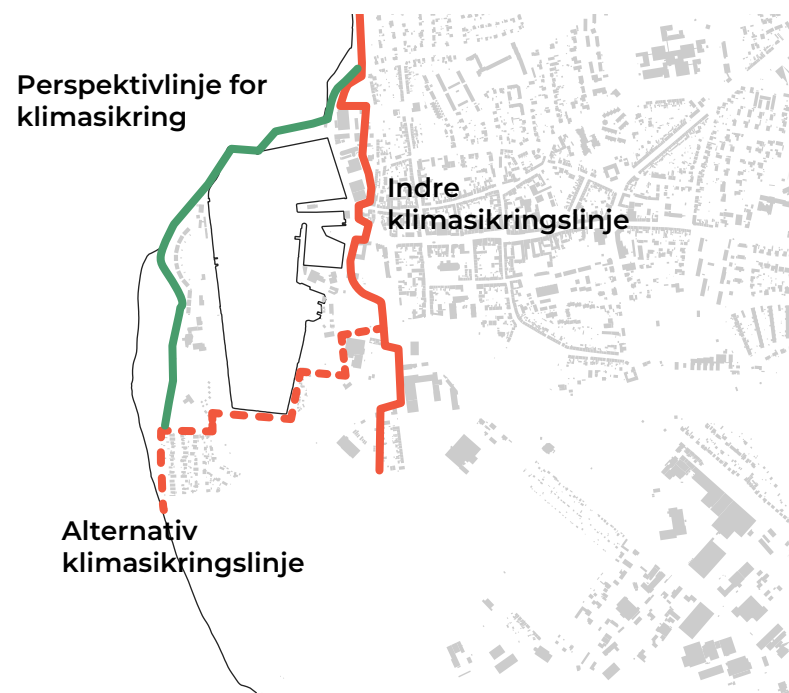 Perspektivlinje for
klimasikring
Indre
klimasikringslinje
Alternativ
klimasikringslinje